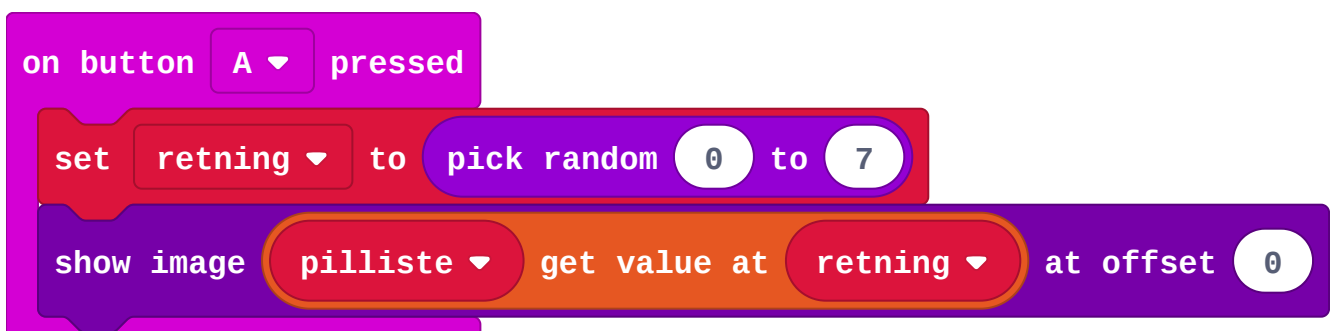 on button A pressed
set retning to pick random 0 to 7
show image pilliste get value at retning at offset 0